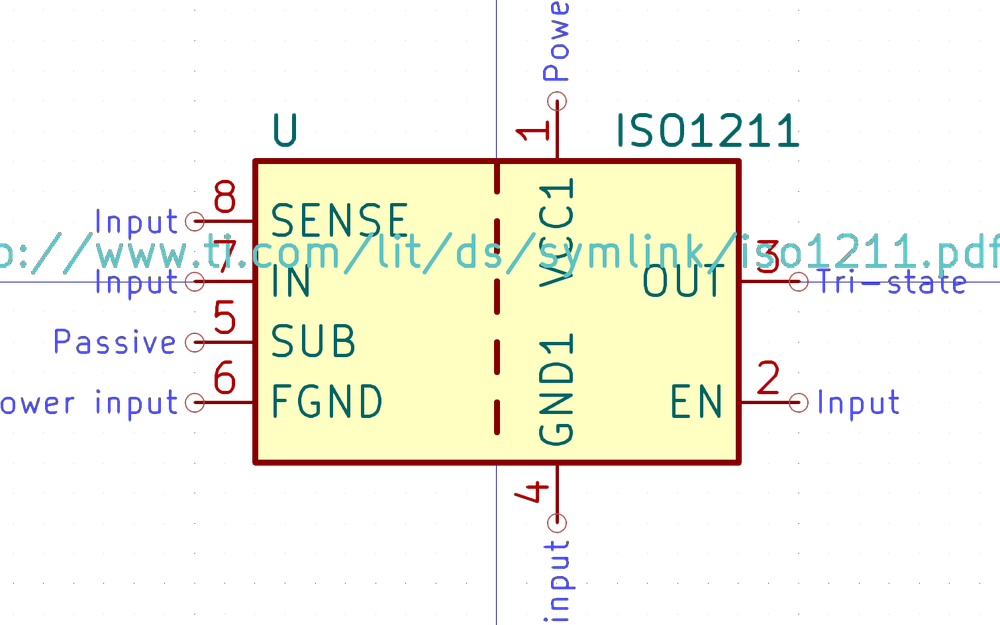 Powe
1
U
ISO1211
8
Input
SENSE
VCC1
p://www.ti.com/lit/ds/symlink/iso1211.pdf
7
3
Input
IN
OUT
Tri-state
5
Passive
SUB
GND1
6
2
ower input
FGND
EN
Input
4
input